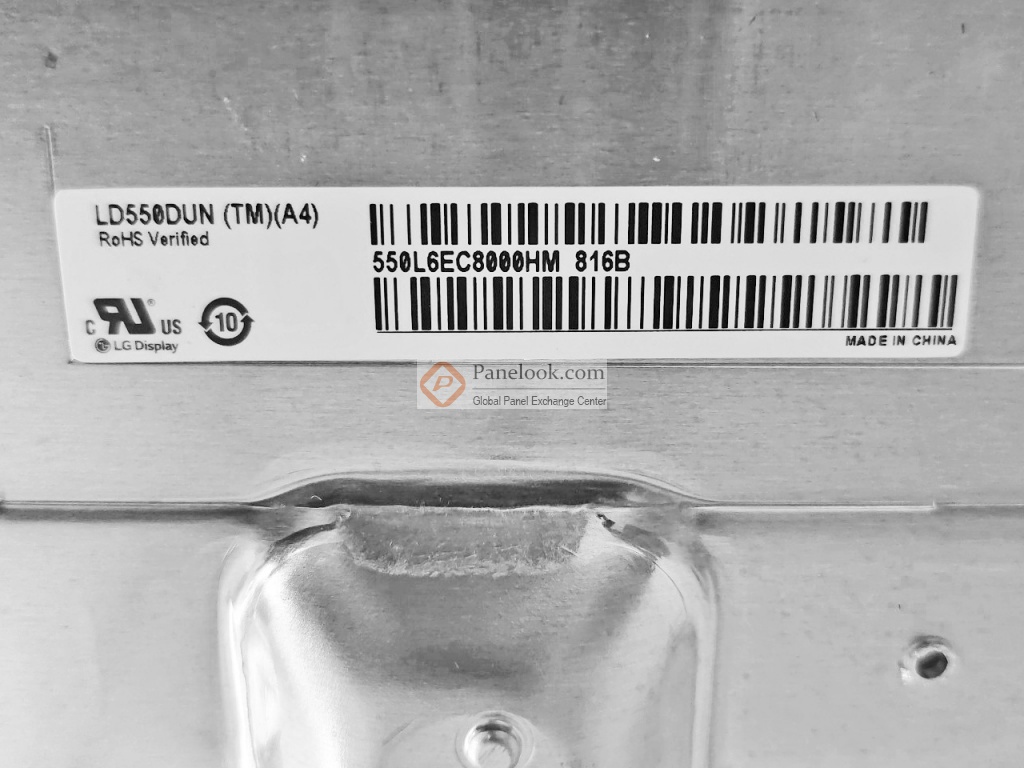 LD550DUN (TM)(A4)
RoHS Verified
550L6EC8000HM 816B
C RU ® US
10
LG Display
MADE IN CHINA
P
Panelook.com
Global Panel Exchange Center